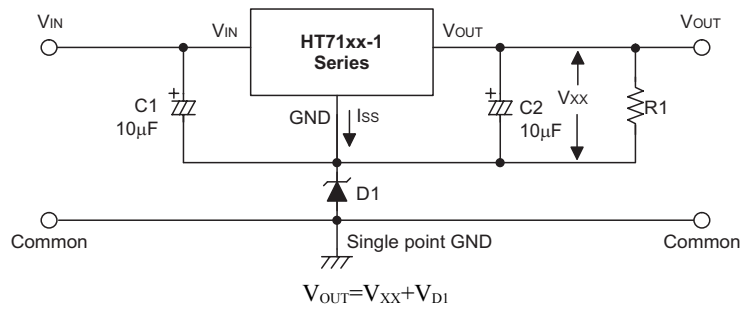 VIN
VIN
HT71xx-1
Series
VOUT
VOUT
C1
10μF
GND
ISS
C2
10μF
VXX
R1
D1
Common
Single point GND
Common
VOUT=VXX+VD1